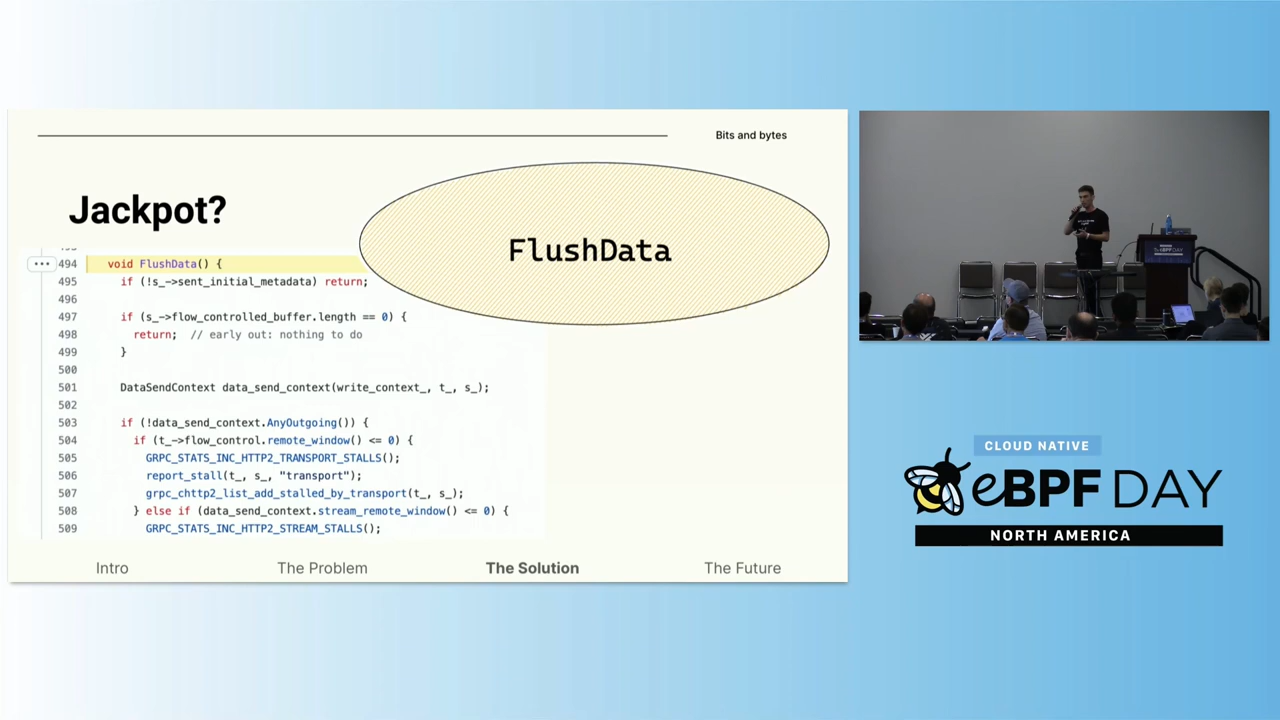 Bits and bytes
Jackpot?
FlushData
494 void FlushData() {
495 if (!s_->sent_initial_metadata) return;
496
497 if (s_->flow_controlled_buffer.length == 0) {
498 return;  // early out: nothing to do
499 }
500
501 DataSendContext data_send_context(write_context_, t_, s_);
502
503 if (!data_send_context.AnyOutgoing()) {
504 if (t_->flow_control.remote_window() <= 0) {
505 GRPC_STATS_INC_HTTP2_TRANSPORT_STALLS();
506 report_stall(t_, s_, "transport");
507 grpc_chttp2_list_add_stalled_by_transport(t_, s_);
508 } else if (data_send_context.stream_remote_window() <= 0) {
509 GRPC_STATS_INC_HTTP2_STREAM_STALLS();
Intro
The Problem
The Solution
The Future
CLOUD NATIVE
eBPF DAY
NORTH AMERICA